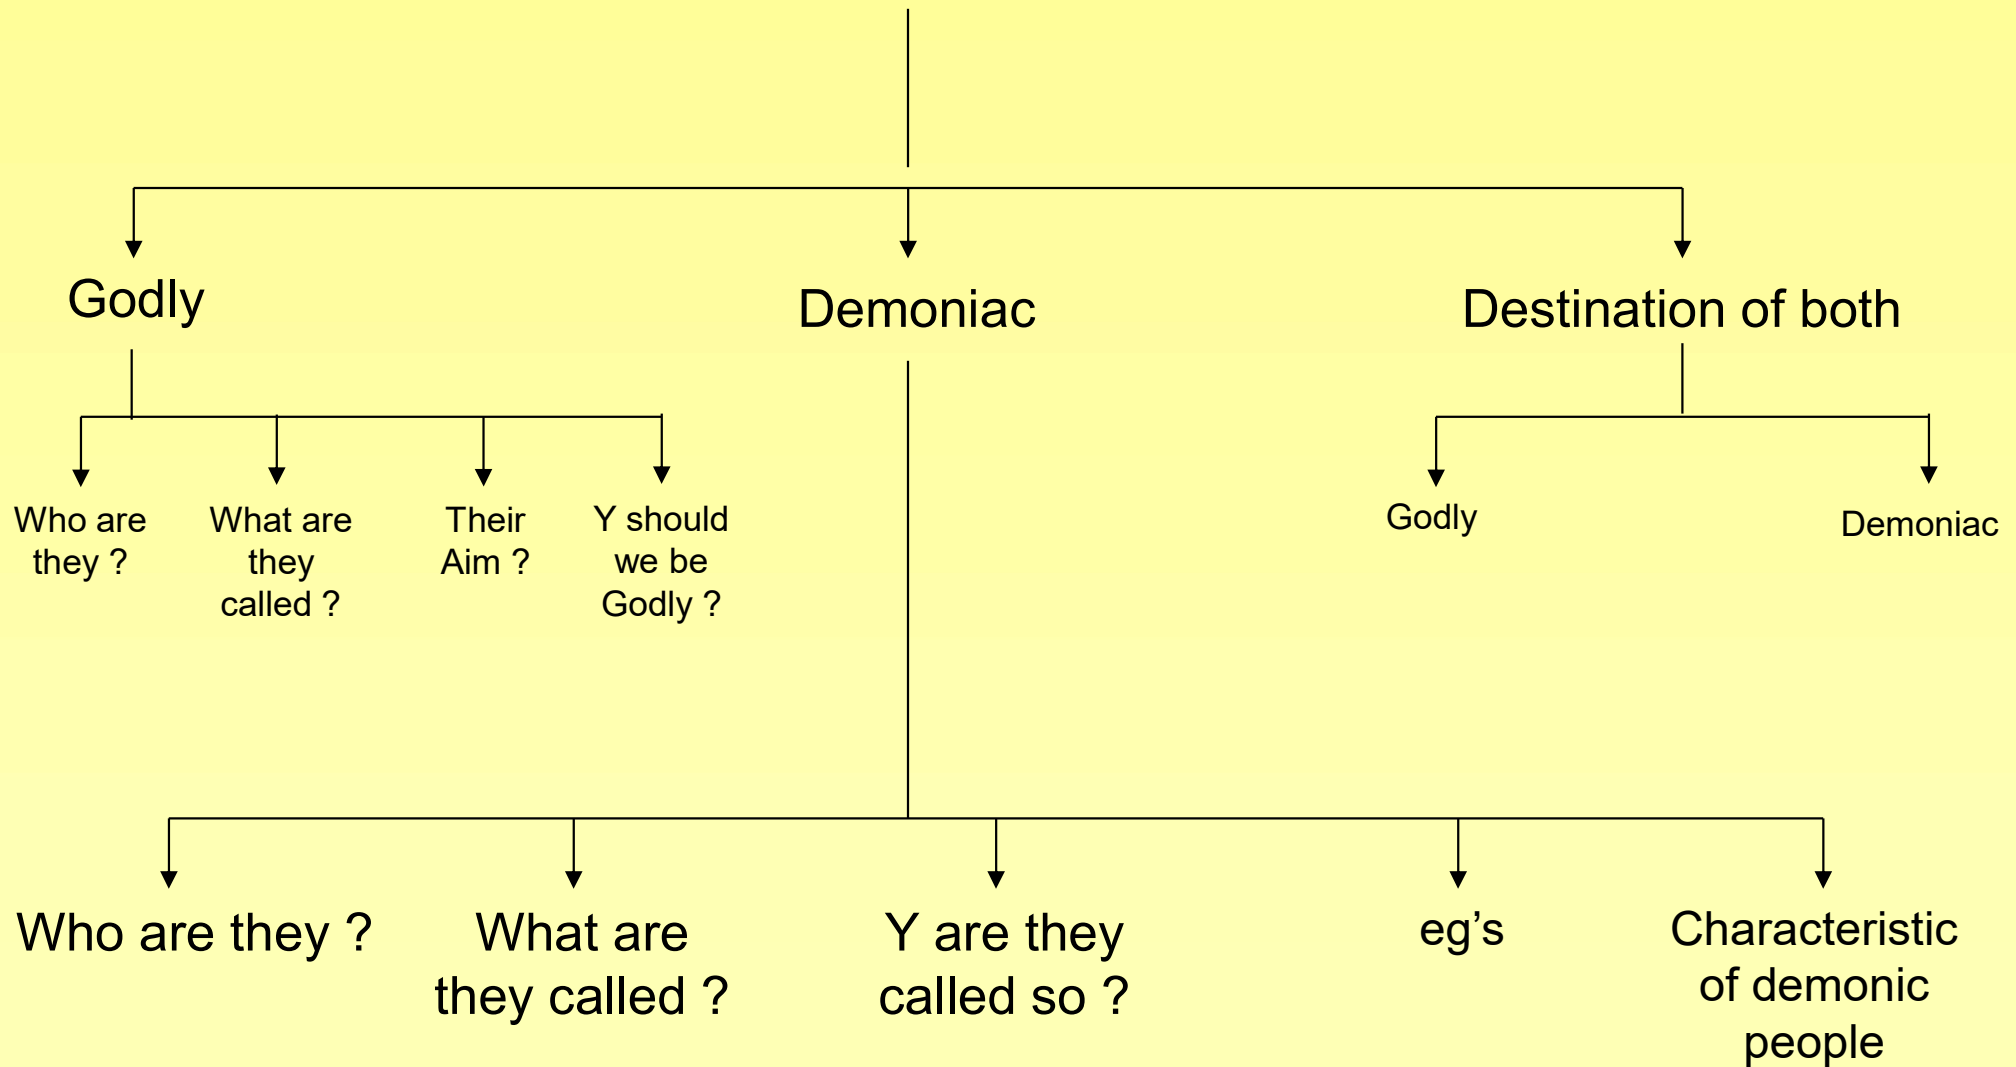 Godly
Demoniac
Destination of both
Who are
they ?
What are
they
called ?
Their
Aim ?
Y should
we be
Godly ?
Godly
Demoniac
Who are they ?
What are
they called ?
Y are they
called so ?
eg's
Characteristic
of demonic
people